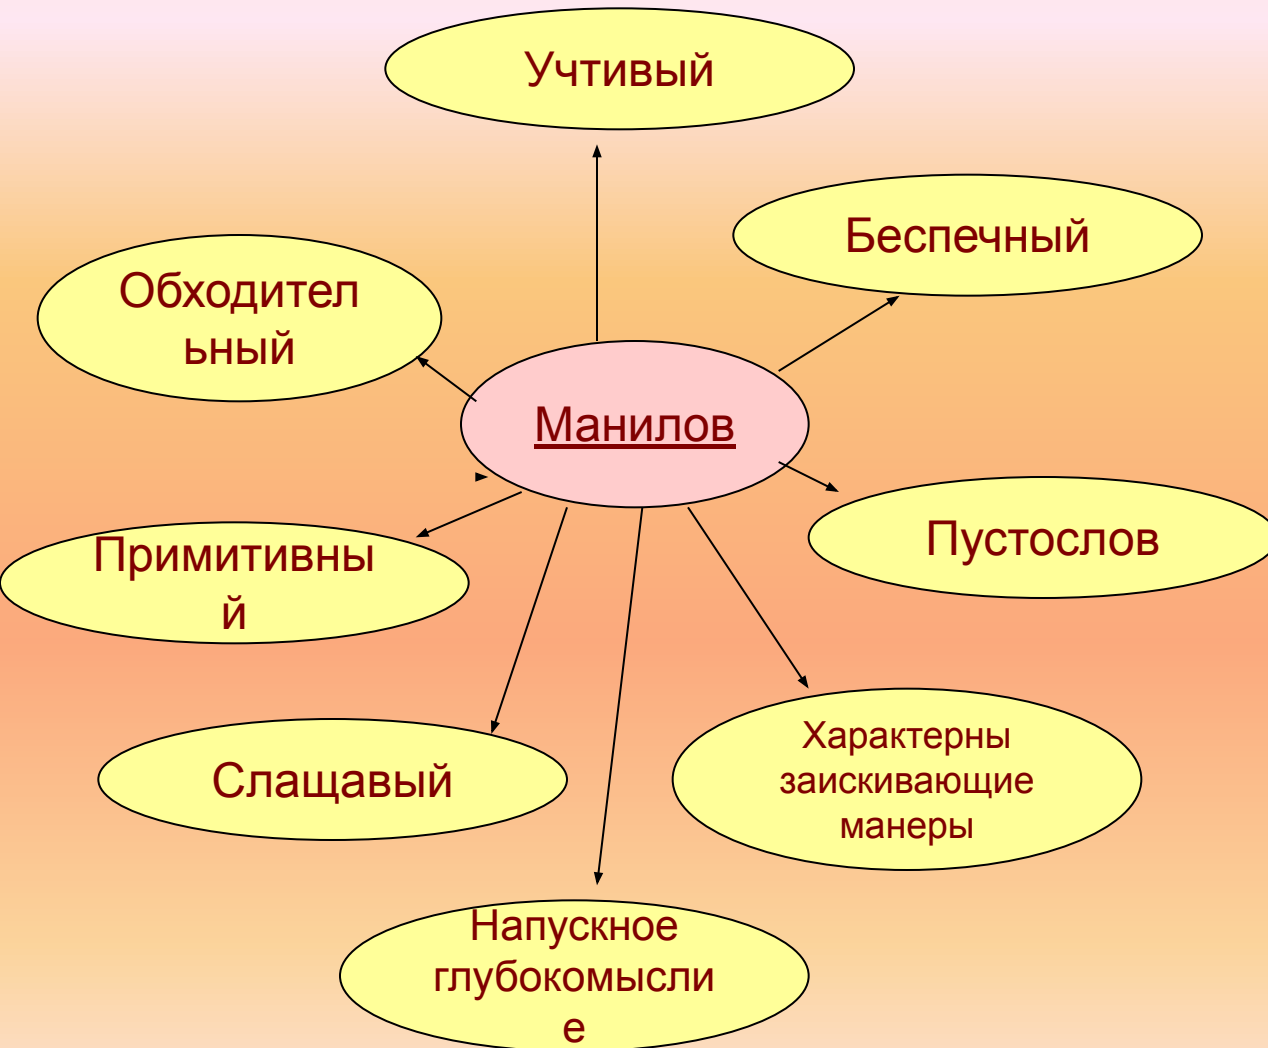 Учтивый
Беспечный
Обходител
ьный
Манилов
Пустослов
Примитивны
й
Слащавый
Характерны
заискивающие
манеры
Напускное
глубокомысли
е